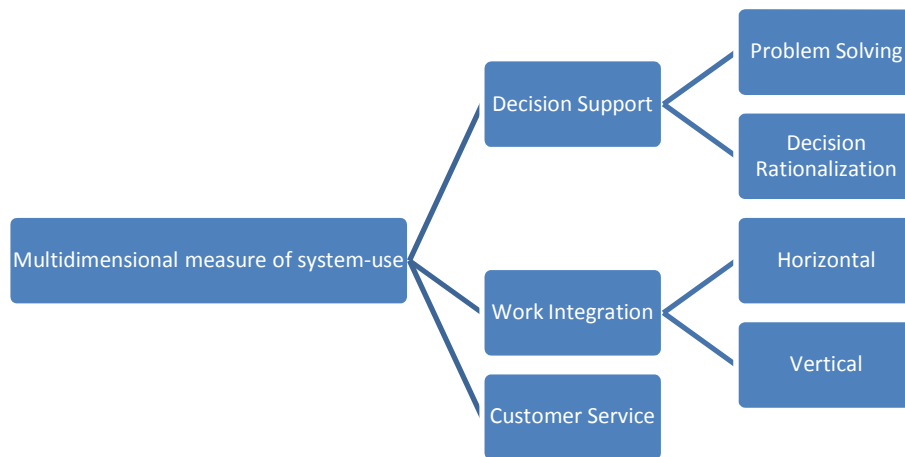 Multidimensional measure of system-use
Decision Support
Problem Solving
Decision
Rationalization
Work Integration
Horizontal
Vertical
Customer Service